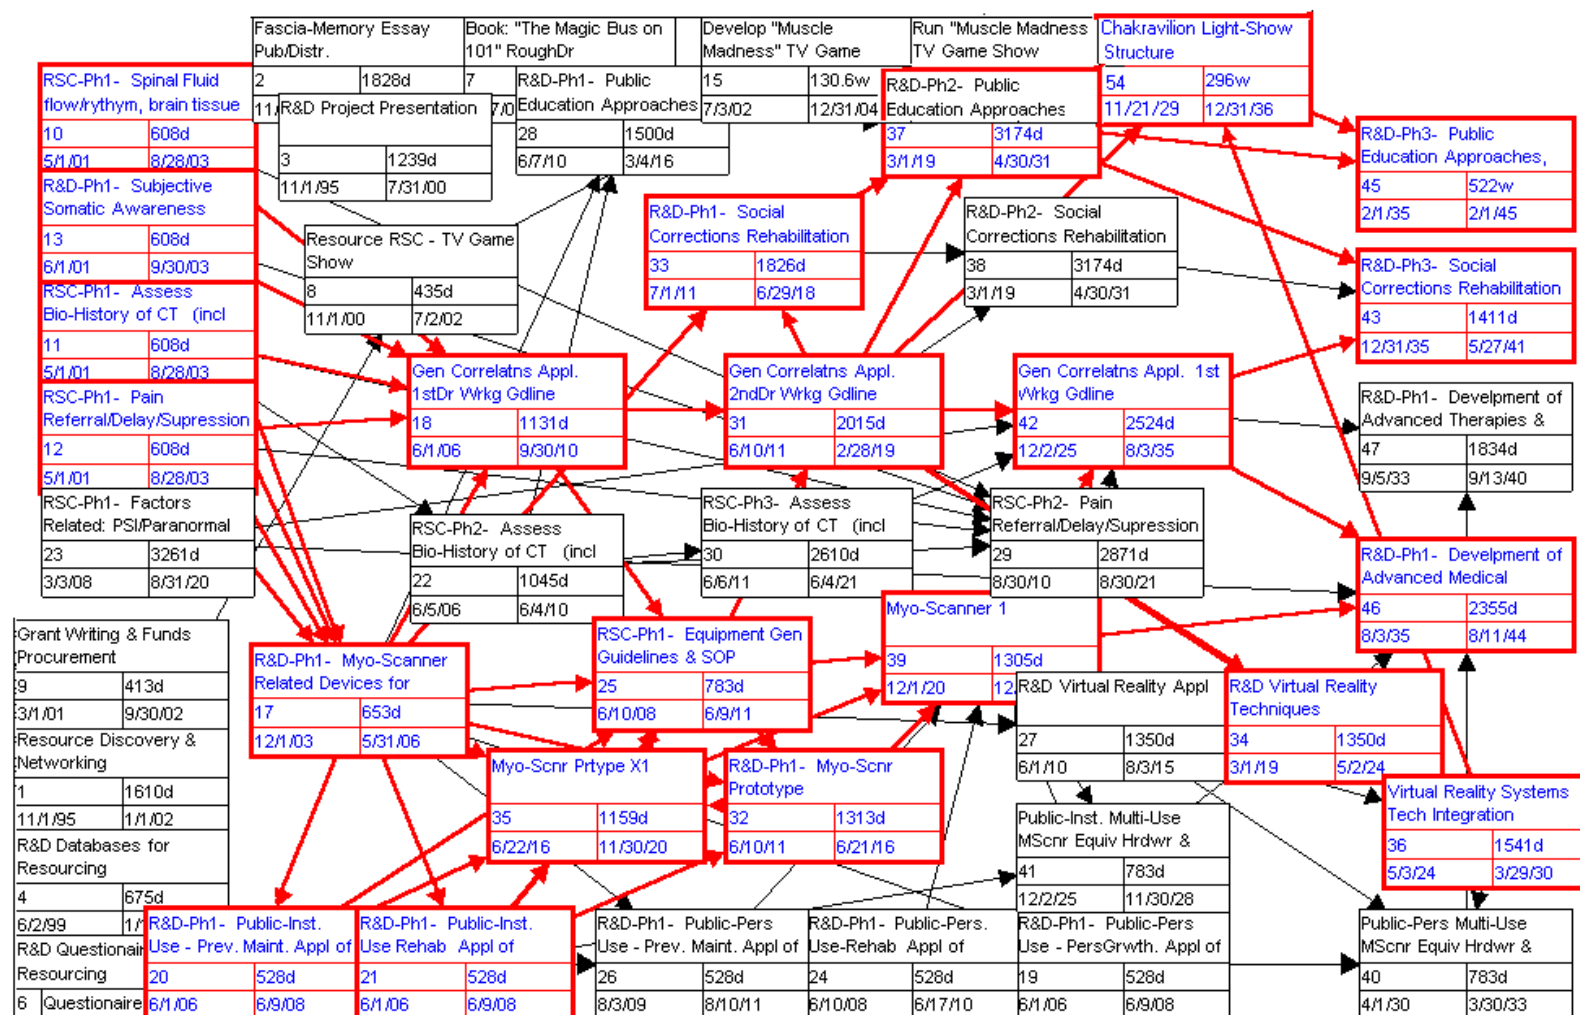 Fascia-Memory Essay
Pub/Distr.
2 1828d
Book: "The Magic Bus on
101" RoughDr
7
Develop "Muscle
Madness" TV Game
15 130.6w
7/3/02 12/31/04
Run "Muscle Madness
TV Game Show
Chakravilion Light-Show
Structure
54 296w
11/21/29 12/31/36
RSC-Ph1- Spinal Fluid
flow/rythym, brain tissue
10 608d
5/1/01 8/28/03
R&D Project Presentation
3 1239d
11/1/95 7/31/00
R&D-Ph1- Public
Education Approaches
28 1500d
6/7/10 3/4/16
R&D-Ph2- Public
Education Approaches
37 3174d
3/1/19 4/30/31
R&D-Ph3- Public
Education Approaches,
45 522w
2/1/35 2/1/45
R&D-Ph1- Subjective
Somatic Awareness
13 608d
6/1/01 9/30/03
Resource RSC - TV Game
Show
8 435d
11/1/00 7/2/02
R&D-Ph1- Social
Corrections Rehabilitation
33 1826d
7/1/11 6/29/18
R&D-Ph2- Social
Corrections Rehabilitation
38 3174d
3/1/19 4/30/31
R&D-Ph3- Social
Corrections Rehabilitation
43 1411d
12/31/35 5/27/41
RSC-Ph1- Assess
Bio-History of CT (incl
11 608d
5/1/01 8/28/03
Gen Correlatns Appl.
1stDr Wrkg Gdline
18 1131d
6/1/06 9/30/10
Gen Correlatns Appl.
2ndDr Wrkg Gdline
31 2015d
6/10/11 2/28/19
Gen Correlatns Appl. 1st
Wrkg Gdline
42 2524d
12/2/25 8/3/35
R&D-Ph1- Develpment of
Advanced Therapies &
47 1834d
9/5/33 9/13/40
RSC-Ph1- Pain
Referral/Delay/Supression
12 608d
5/1/01 8/28/03
RSC-Ph1- Factors
Related: PSI/Paranormal
23 3261d
3/3/08 8/31/20
RSC-Ph2- Assess
Bio-History of CT (incl
22 1045d
6/5/06 6/4/10
RSC-Ph3- Assess
Bio-History of CT (incl
30 2610d
6/6/11 6/4/21
RSC-Ph2- Pain
Referral/Delay/Supression
29 2871d
8/30/10 8/30/21
R&D-Ph1- Develpment of
Advanced Medical
46 2355d
8/3/35 8/11/44
Grant Writing & Funds
Procurement
9 413d
3/1/01 9/30/02
R&D-Ph1- Myo-Scanner
Related Devices for
17 653d
12/1/03 5/31/06
RSC-Ph1- Equipment Gen
Guidelines & SOP
25 783d
6/10/08 6/9/11
Myo-Scanner 1
39 1305d
12/1/20 12/
R&D Virtual Reality Appl
27 1350d
6/1/10 8/3/15
R&D Virtual Reality
Techniques
34 1350d
3/1/19 5/2/24
Resource Discovery &
Networking
1 1610d
11/1/95 1/1/02
Myo-Scnr Prtype X1
35 1159d
6/22/16 11/30/20
R&D-Ph1- Myo-Scnr
Prototype
32 1313d
6/10/11 6/21/16
Public-Inst. Multi-Use
MScnr Equiv Hrdwr &
41 783d
12/2/25 11/30/28
Virtual Reality Systems
Tech Integration
36 1541d
5/3/24 3/29/30
R&D Databases for
Resourcing
4 675d
6/2/99 1/
R&D Questionair
Resourcing
6 Questionaire
R&D-Ph1- Public-Inst.
Use - Prev. Maint. Appl of
20 528d
6/1/06 6/9/08
R&D-Ph1- Public-Inst.
Use Rehab Appl of
21 528d
6/1/06 6/9/08
R&D-Ph1- Public-Pers
Use - Prev. Maint. Appl of
26 528d
8/3/09 8/10/11
R&D-Ph1- Public-Pers.
Use-Rehab Appl of
24 528d
6/10/08 6/17/10
R&D-Ph1- Public-Pers
Use - PersGrwth. Appl of
19 528d
6/1/06 6/9/08
Public-Pers Multi-Use
MScnr Equiv Hrdwr &
40 783d
4/1/30 3/30/33